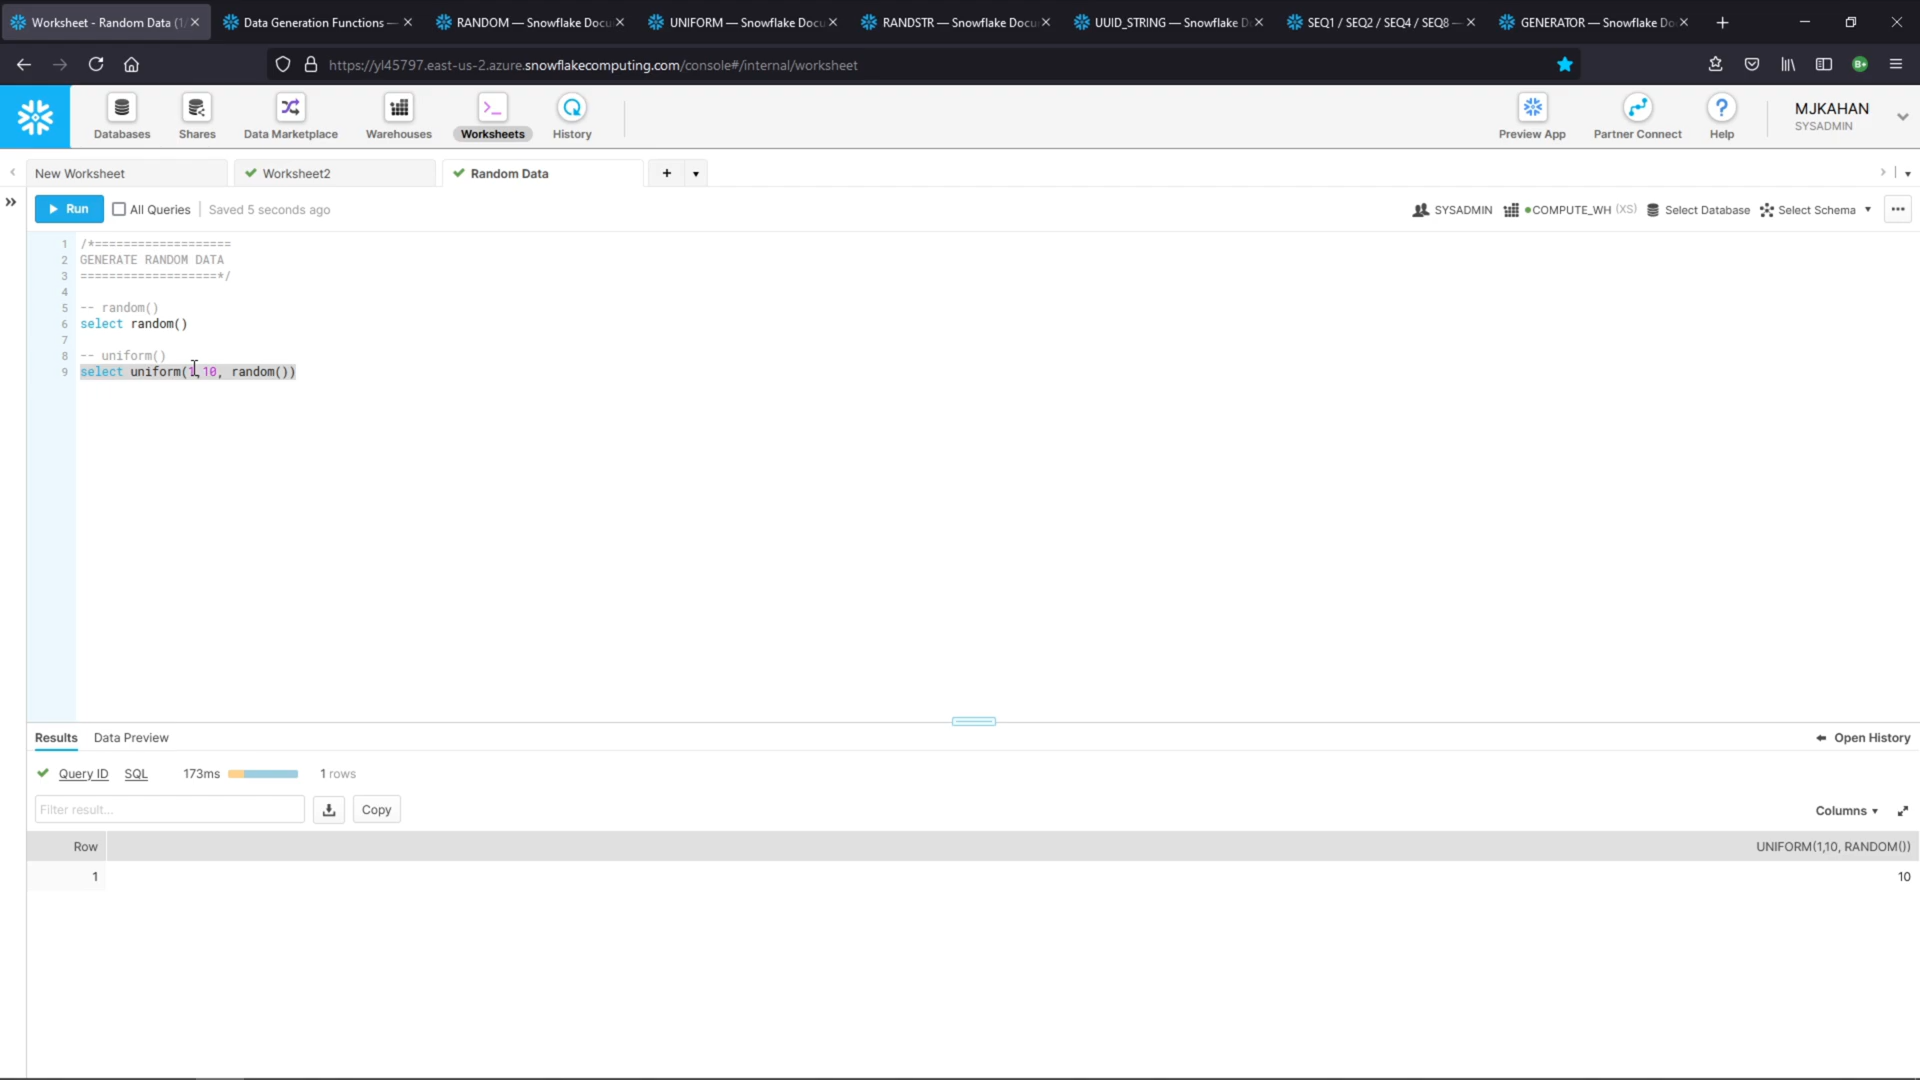 Worksheet - Random Data (1/
Data Generation Functions —
RANDOM — Snowflake Docu
UNIFORM — Snowflake Docu
RANDSTR — Snowflake Docu
UUID_STRING — Snowflake D
SEQ1 / SEQ2 / SEQ4 / SEQ8 —
GENERATOR — Snowflake Do
https://yl45797.east-us-2.azure.snowflakecomputing.com/console#/internal/worksheet
B+
Databases
Shares
Data Marketplace
Warehouses
Worksheets
History
Preview App
Partner Connect
Help
MJKAHAN
SYSADMIN
New Worksheet
Worksheet2
Random Data
Run
All Queries
Saved 5 seconds ago
SYSADMIN
COMPUTE_WH (XS)
Select Database
Select Schema
1 /*===================
2 GENERATE RANDOM DATA
3 ===================*/
4
5 -- random()
6 select random()
7
8 -- uniform()
9 select uniform(1,10, random())
Results
Data Preview
Open History
Query ID
SQL
173ms
1 rows
Filter result...
Copy
Columns
Row
UNIFORM(1,10, RANDOM())
1
10